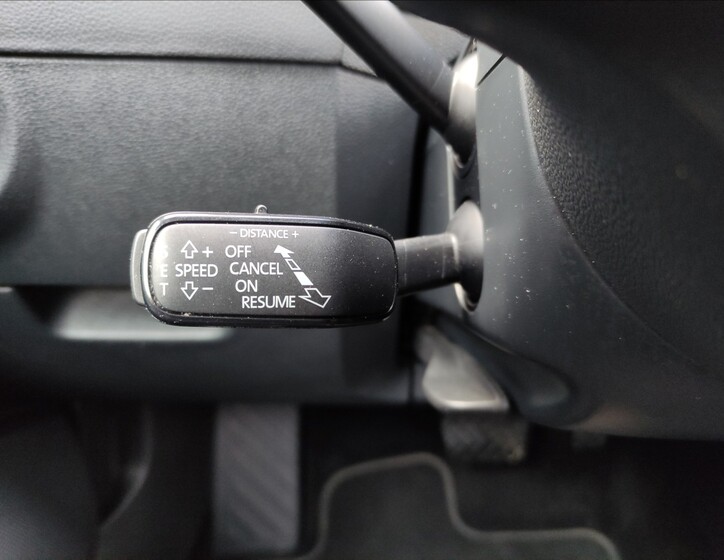 – DISTANCE +
S + OFF
E SPEED CANCEL
T – ON
RESUME